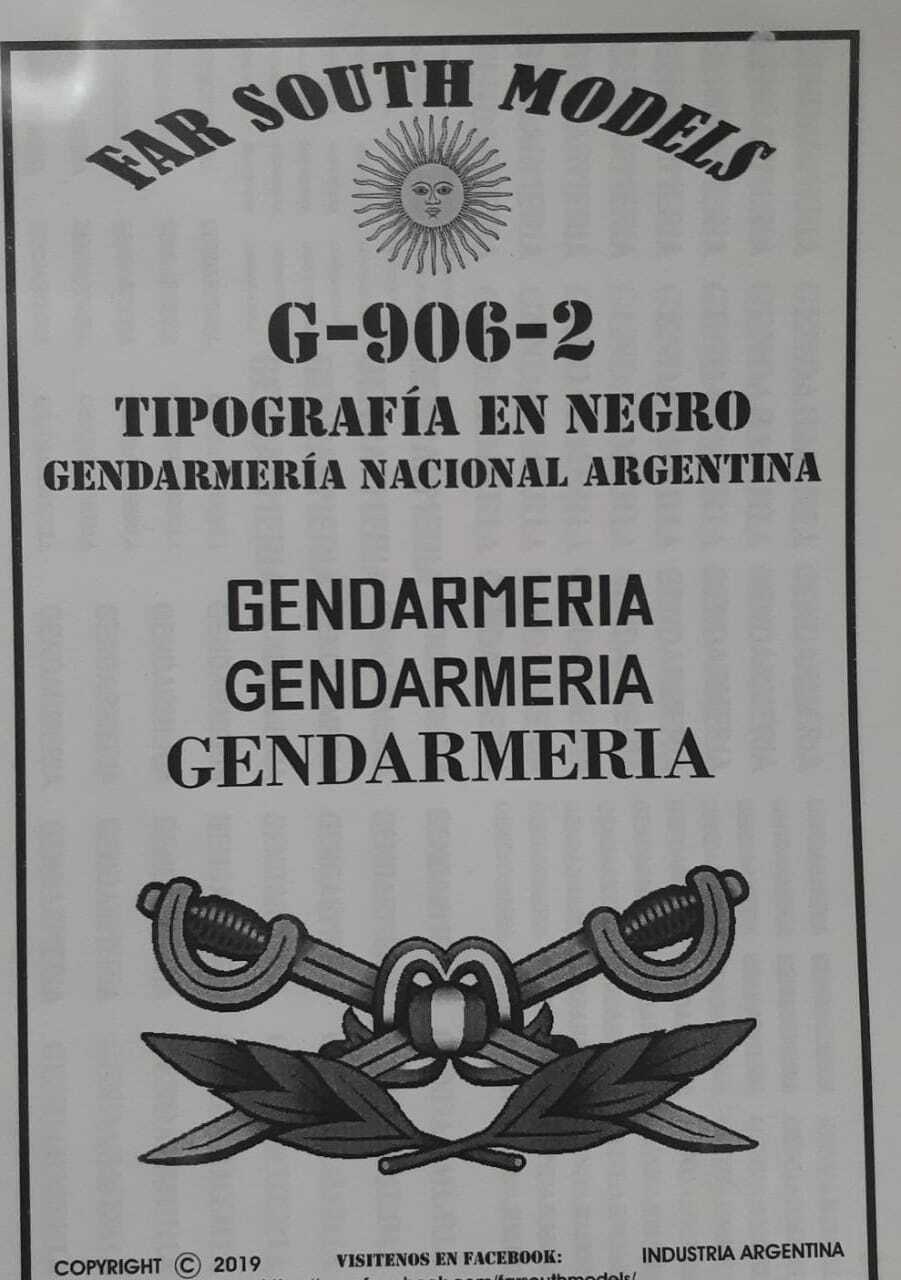 FAR SOUTH MODELS
G-906-2
TIPOGRAFÍA EN NEGRO
GENDARMERÍA NACIONAL ARGENTINA
GENDARMERIA
GENDARMERIA
GENDARMERIA
COPYRIGHT © 2019 VISITENOS EN FACEBOOK: INDUSTRIA ARGENTINA